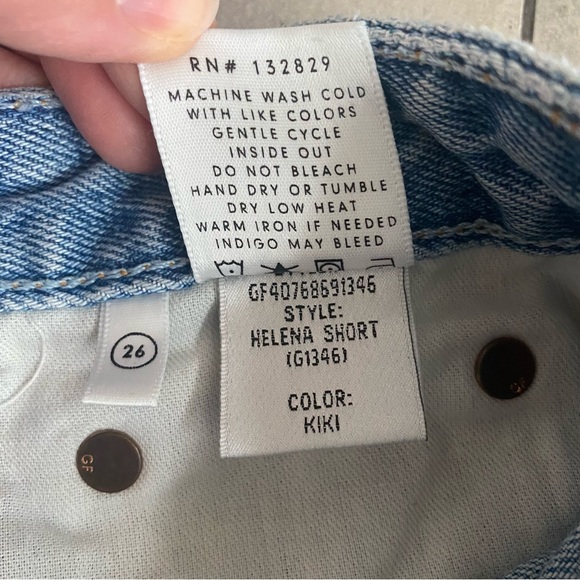 RN# 132829
MACHINE WASH COLD
WITH LIKE COLORS
GENTLE CYCLE
INSIDE OUT
DO NOT BLEACH
HAND DRY OR TUMBLE
DRY LOW HEAT
WARM IRON IF NEEDED
INDIGO MAY BLEED
GF40768691346
STYLE:
HELENA SHORT
(G1346)
COLOR:
KIKI
26
GF
GF